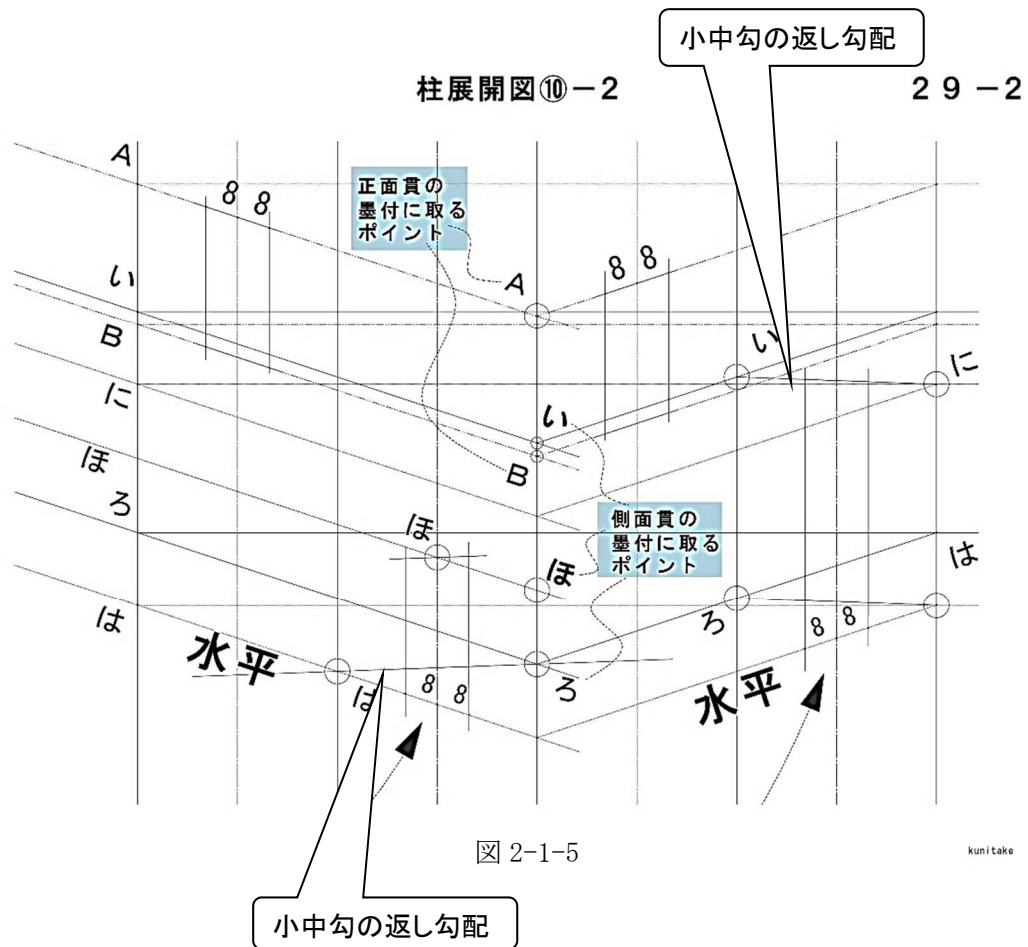 小中勾の返し勾配
柱展開図⑩−2
29−2
A
正面貫の
墨付に取る
ポイント
8 8
A
8 8
い
い
B
に
に
い
B
ほ
ろ
ほ
側面貫の
墨付に取る
ポイント
ほ
は
は
ろ
8 8
水平
は
8 8
ろ
水平
図 2-1-5
kunitake
小中勾の返し勾配